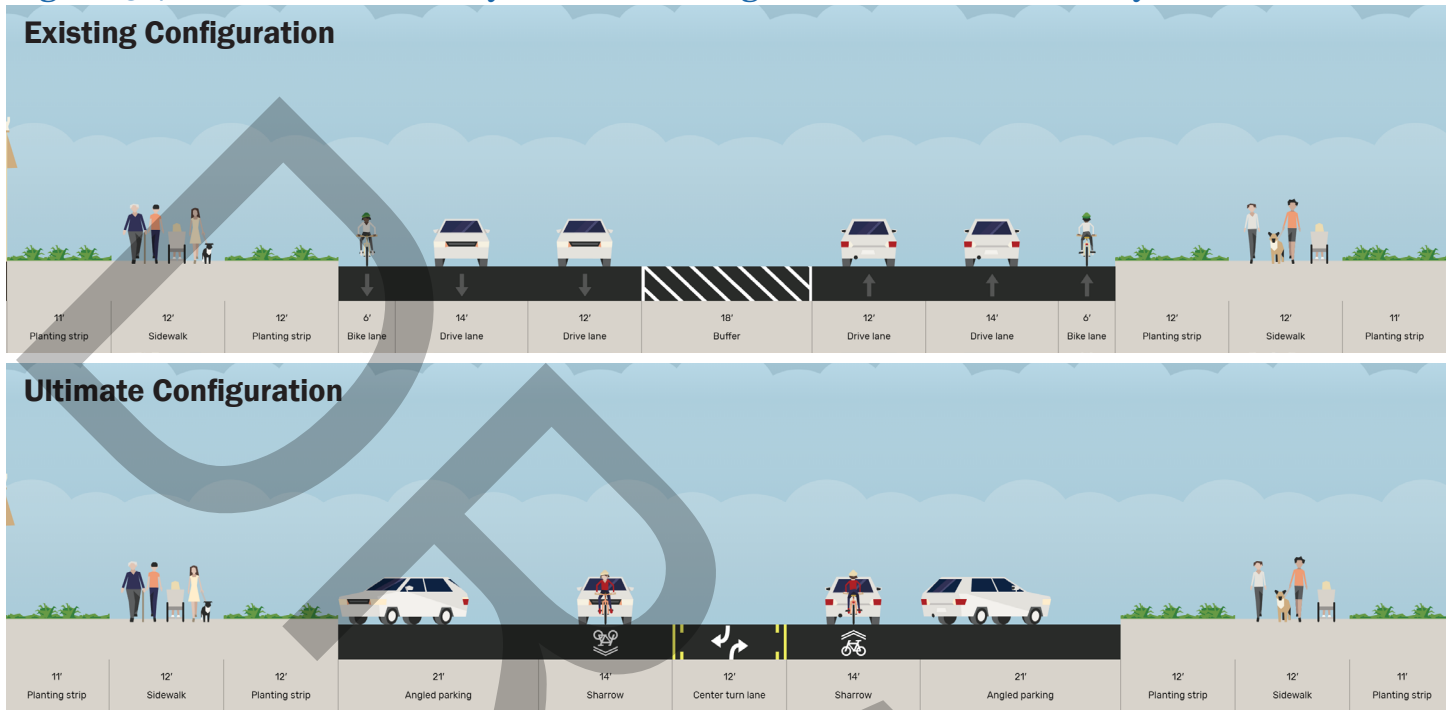 Existing Configuration
11' 12' 12' 6' 14' 12' 18' 12' 14' 6' 12' 12' 11'
Planting strip Sidewalk Planting strip Bike lane Drive lane Drive lane Buffer Drive lane Drive lane Bike lane Planting strip Sidewalk Planting strip
Ultimate Configuration
11' 12' 12' 21' 14' 12' 14' 21' 12' 12' 11'
Planting strip Sidewalk Planting strip Angled parking Sharrow Center turn lane Sharrow Angled parking Planting strip Sidewalk Planting strip